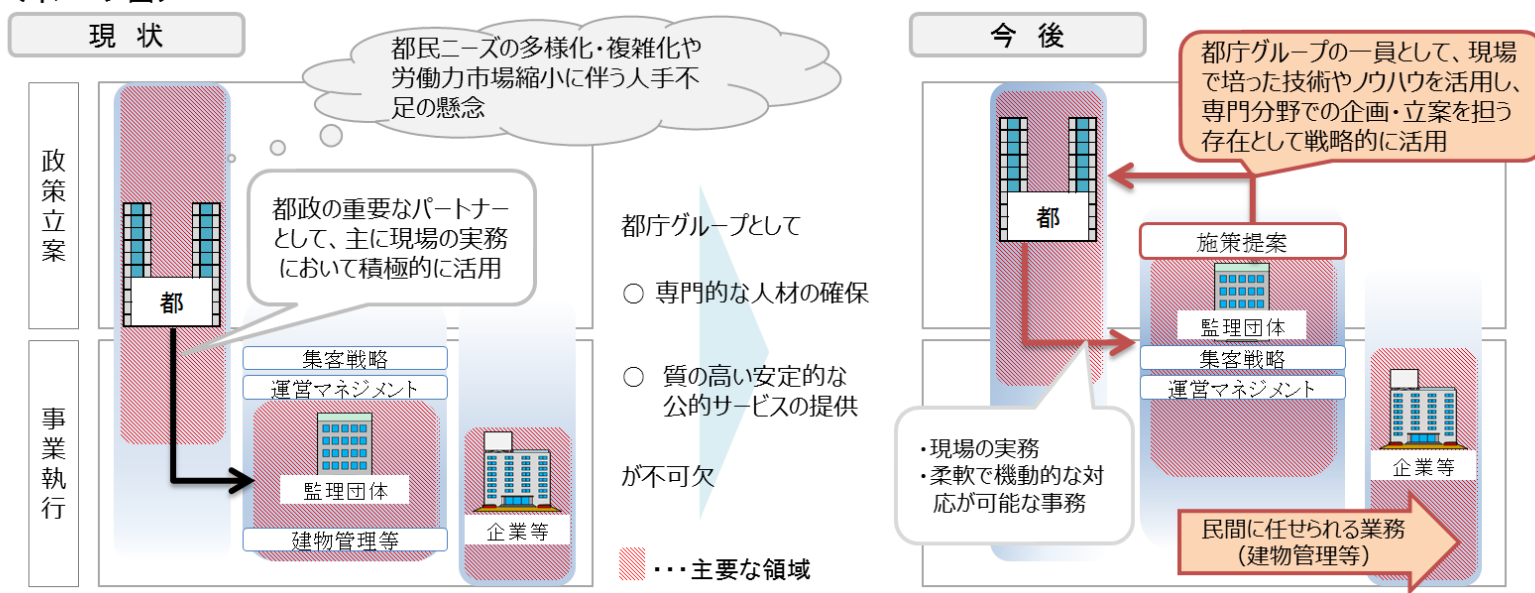 現 状
都民ニーズの多様化・複雑化や
労働力市場縮小に伴う人手不
足の懸念
政策立案
事業執行
都政の重要なパートナー
として、主に現場の実務
において積極的に活用
都
集客戦略
運営マネジメント
監理団体
建物管理等
企業等
都庁グループとして
○ 専門的な人材の確保
○ 質の高い安定的な
公的サービスの提供
が不可欠
・・・主要な領域
今 後
都庁グループの一員として、現場
で培った技術やノウハウを活用し、
専門分野での企画・立案を担う
存在として戦略的に活用
都
施策提案
監理団体
集客戦略
運営マネジメント
・現場の実務
・柔軟で機動的な対
応が可能な事務
企業等
民間に任せられる業務
（建物管理等）